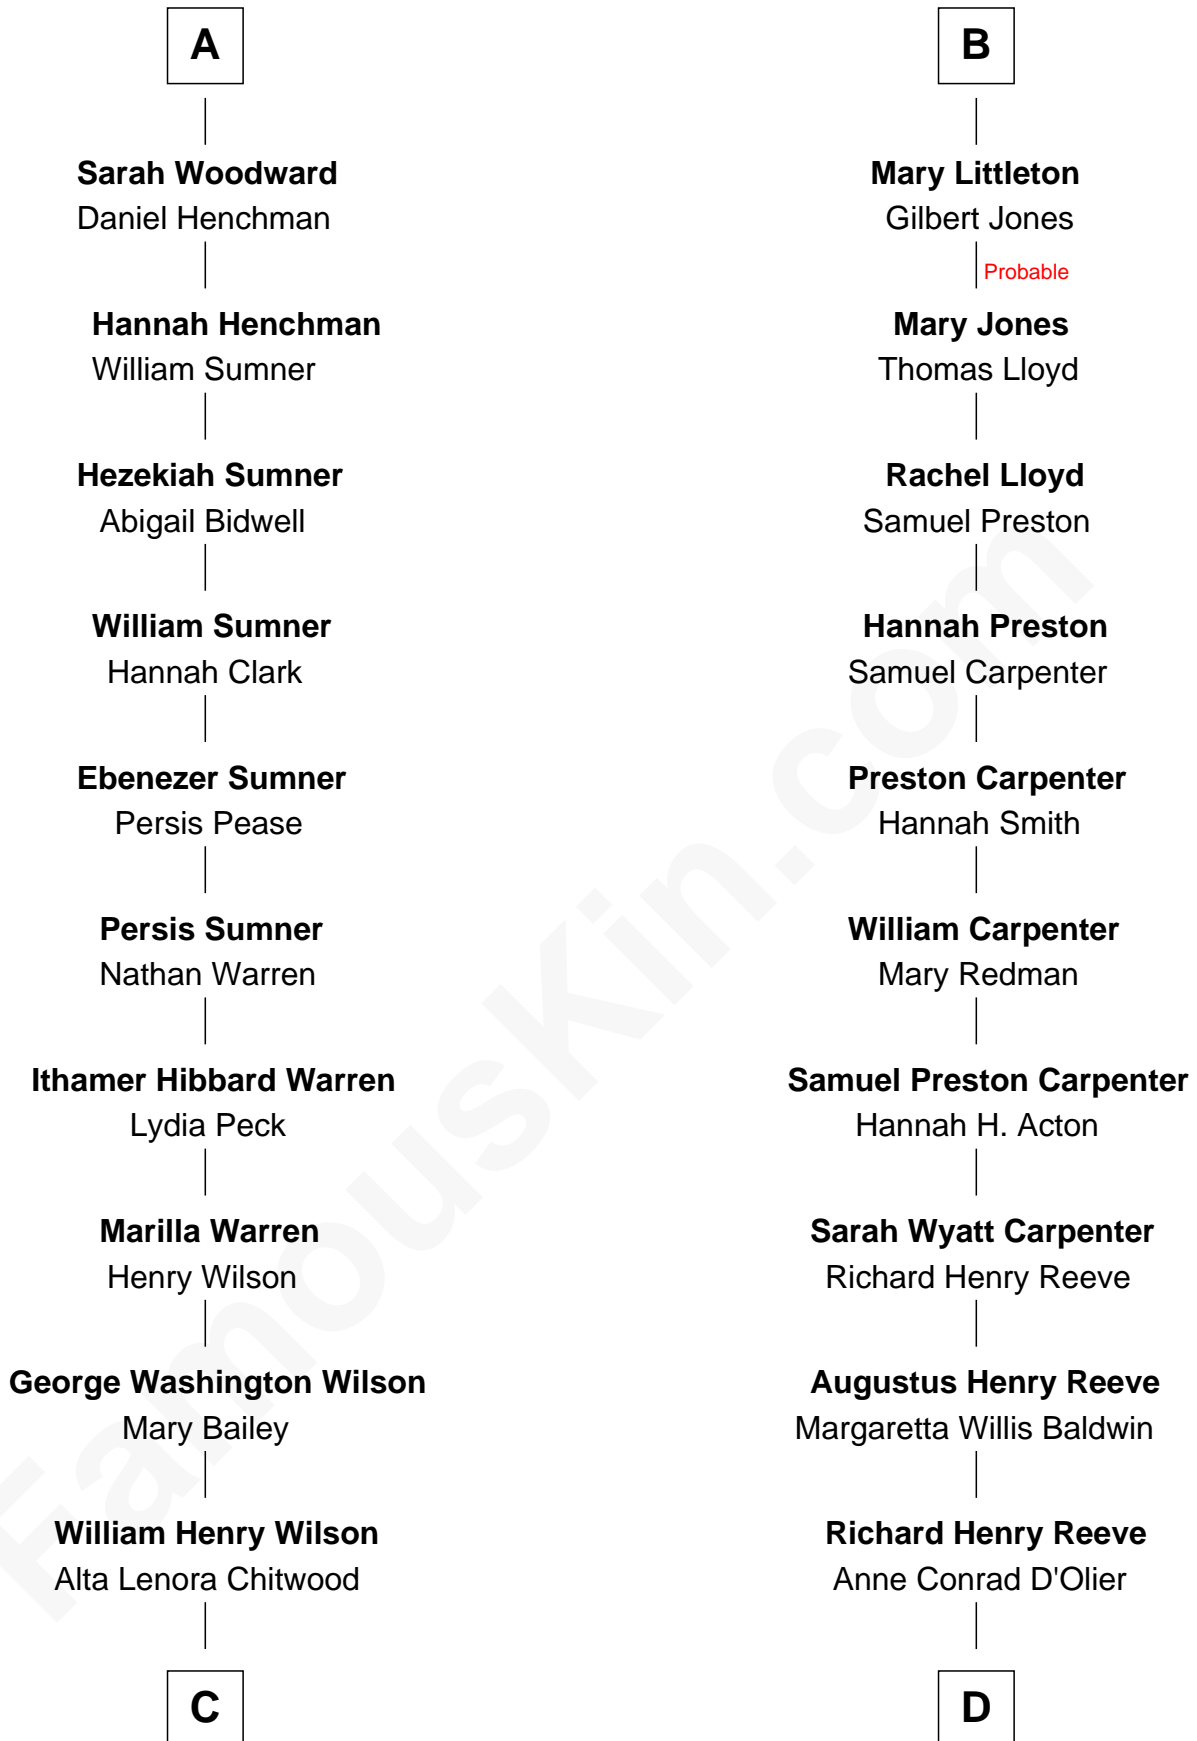 A
Sarah Woodward
Daniel Henchman
Hannah Henchman
William Sumner
Hezekiah Sumner
Abigail Bidwell
William Sumner
Hannah Clark
Ebenezer Sumner
Persis Pease
Persis Sumner
Nathan Warren
Ithamer Hibbard Warren
Lydia Peck
Marilla Warren
Henry Wilson
George Washington Wilson
Mary Bailey
William Henry Wilson
Alta Lenora Chitwood
C
B
Mary Littleton
Gilbert Jones
Probable
Mary Jones
Thomas Lloyd
Rachel Lloyd
Samuel Preston
Hannah Preston
Samuel Carpenter
Preston Carpenter
Hannah Smith
William Carpenter
Mary Redman
Samuel Preston Carpenter
Hannah H. Acton
Sarah Wyatt Carpenter
Richard Henry Reeve
Augustus Henry Reeve
Margaretta Willis Baldwin
Richard Henry Reeve
Anne Conrad D'Olier
D
FamousKin.com